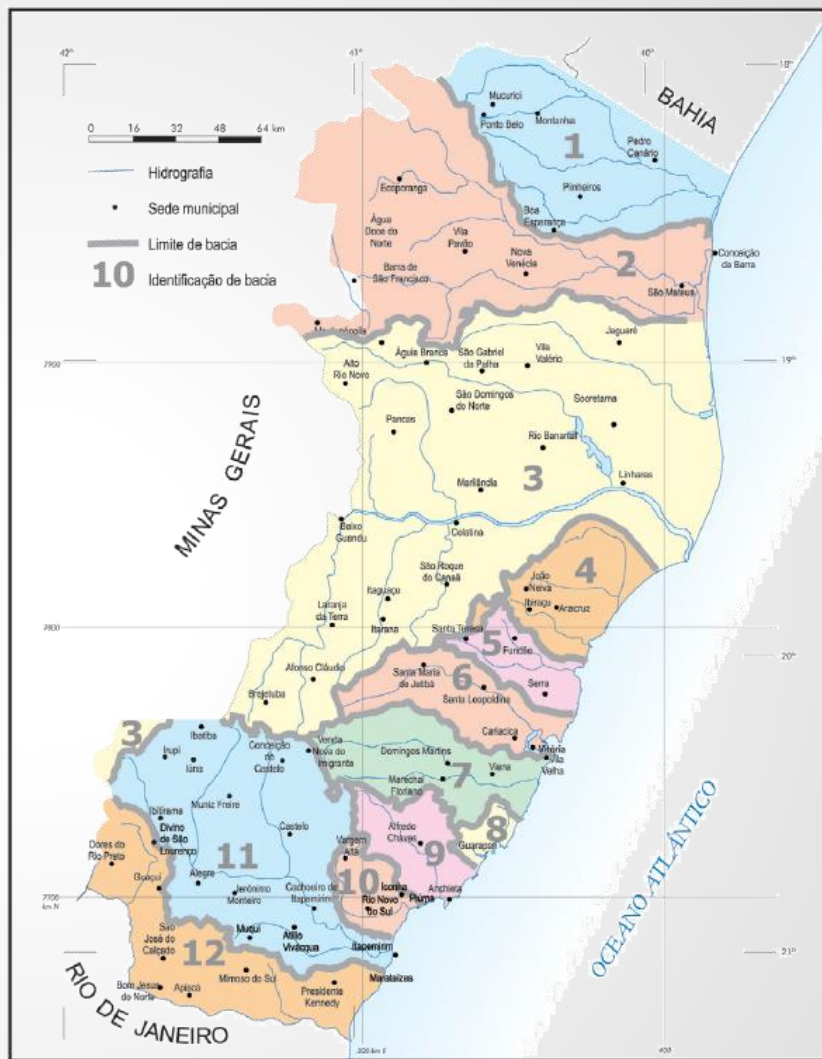 42°
41°
40°
18°
BAHIA
Mucurici
Ponto Belo
Montanha
Pedro
Canário
1
Pinheiros
Boa
Esperança
0 16 32 48 64 km
Hidrografia
Sede municipal
Limite de bacia
10 Identificação de bacia
Ecoporanga
Água
Doce do
Norte
Vila
Pavão
Barra de
São Francisco
Nova
Venécia
2
São Mateus
Conceição
da Barra
7900
19°
Alto
Rio Novo
Águia Branca
São Gabriel
da Palha
Vila
Valério
Jaguaré
São Domingos
do Norte
Sooretama
Pancas
Rio Bananal
3
Marilândia
Linhares
MINAS GERAIS
Baixo
Guandu
Colatina
São Roque
do Canaã
4
João
Neiva
Ibiraçu
Aracruz
Itaguaçu
Laranja
da Terra
Itarana
7800
20°
Santa Teresa
5
Fundão
Afonso Cláudio
Santa Maria
de Jetibá
6
Serra
Santa Leopoldina
Brejetuba
Cariacica
3
Ibatiba
Irupi
Iúna
Conceição
do
Castelo
Venda
Nova do
Imigrante
Domingos Martins
7
Viana
Vitória
Vila
Velha
Marechal
Floriano
Muniz Freire
Ibitirama
Divino
de São
Lourenço
Castelo
Vargem
Alta
Alfredo
Chaves
8
Guarapari
9
Dores do
Rio Preto
Guaçuí
11
Alegre
Jerônimo
Monteiro
Cachoeiro de
Itapemirim
10
Iconha
Rio Novo
do Sul
Piúma
Anchieta
7700
km N
Muqui
Atílio
Vivácqua
Itapemirim
Marataízes
21°
São
José do
Calçado
12
Mimoso do Sul
Bom Jesus
do Norte
Apiacá
Presidente
Kennedy
RIO DE JANEIRO
OCEANO ATLÂNTICO
300 km E
400